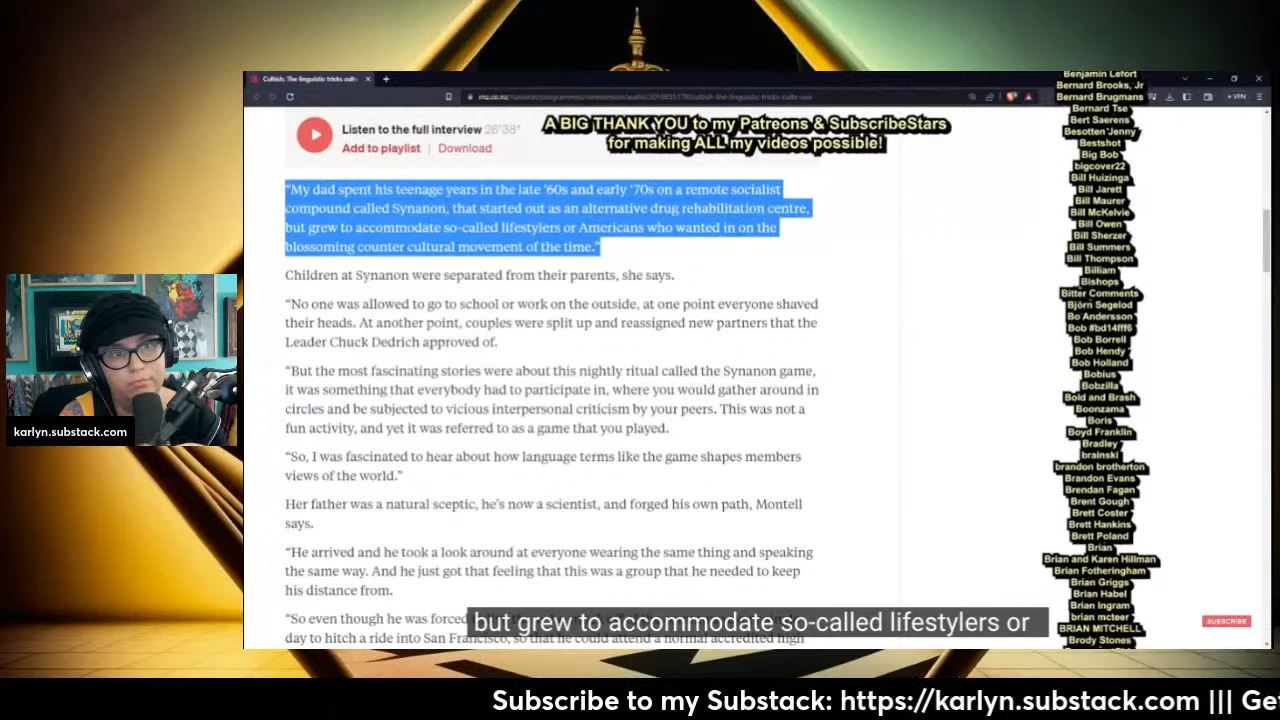 Cultish: The linguistic tricks cult
VPN
Listen to the full interview 26'38"
Add to playlist | Download
A BIG THANK YOU to my Patreons & SubscribeStars
for making ALL my videos possible!
“My dad spent his teenage years in the late ’60s and early ’70s on a remote socialist
compound called Synanon, that started out as an alternative drug rehabilitation centre,
but grew to accommodate so-called lifestylers or Americans who wanted in on the
blossoming counter cultural movement of the time.”
Children at Synanon were separated from their parents, she says.
“No one was allowed to go to school or work on the outside, at one point everyone shaved
their heads. At another point, couples were split up and reassigned new partners that the
Leader Chuck Dedrich approved of.
“But the most fascinating stories were about this nightly ritual called the Synanon game,
it was something that everybody had to participate in, where you would gather around in
circles and be subjected to vicious interpersonal criticism by your peers. This was not a
fun activity, and yet it was referred to as a game that you played.
“So, I was fascinated to hear about how language terms like the game shapes members
views of the world.”
Her father was a natural sceptic, he's now a scientist, and forged his own path, Montell
says.
“He arrived and he took a look around at everyone wearing the same thing and speaking
the same way. And he just got that feeling that this was a group that he needed to keep
his distance from.
“So even though he was forced
day to hitch a ride into San Francisco, so that he could attend a normal accredited high
but grew to accommodate so-called lifestylers or
Benjamin Lefort
Bernard Brooks, Jr
Bernard Brugmans
Bernard Tse
Bert Saerens
Besotten Jenny
Bestshot
Big Bob
bigcover22
Bill Huizinga
Bill Jarett
Bill Maurer
Bill McKelvie
Bill Owen
Bill Sherzer
Bill Summers
Bill Thompson
Billiam
Bishops
Bitter Comments
Björn Segelod
Bo Andersson
Bob #bd14fff6
Bob Borrell
Bob Hendy
Bob Holland
Bobius
Bobzilla
Bold and Brash
Boonzama
Boris
Boyd Franklin
Bradley
brainski
brandon brotherton
Brandon Evans
Brendan Fagan
Brent Gough
Brett Coster
Brett Hankins
Brett Poland
Brian
Brian and Karen Hillman
Brian Fotheringham
Brian Griggs
Brian Habel
Brian Ingram
brian mcteer
BRIAN MITCHELL
Brody Stones
SUBSCRIBE
karlyn.substack.com
Subscribe to my Substack: https://karlyn.substack.com ||| Ge